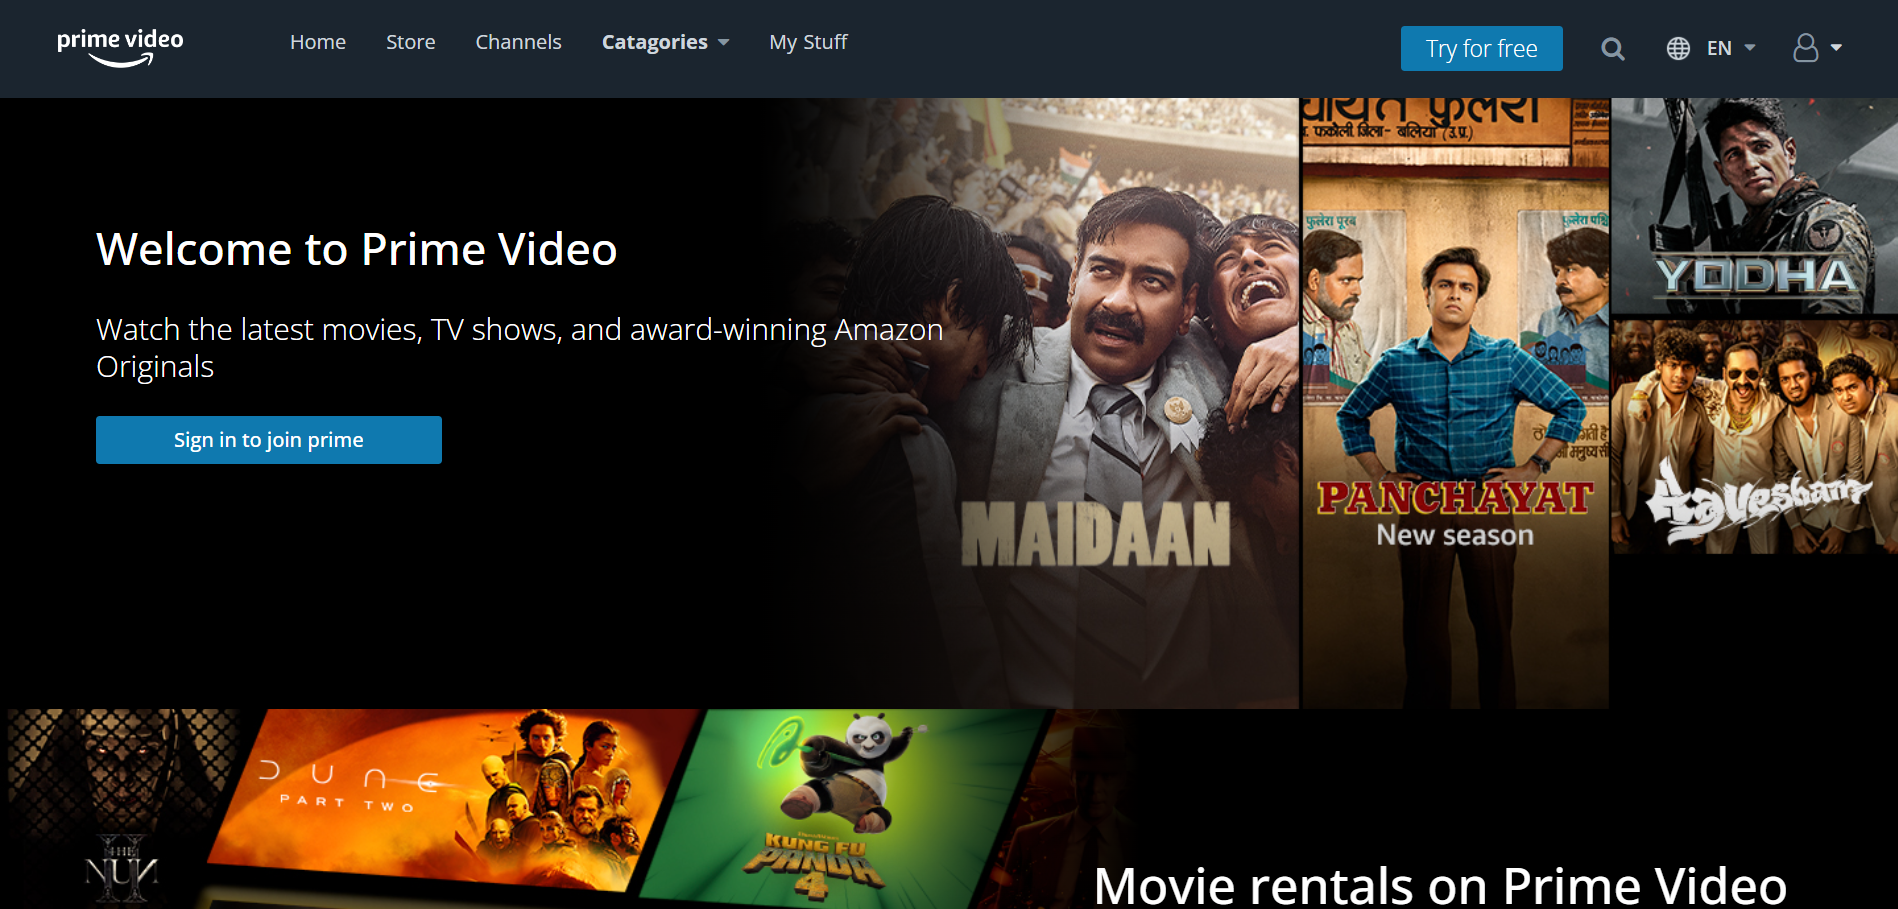 prime video
Home
Store
Channels
Catagories
My Stuff
Try for free
EN
Welcome to Prime Video
Watch the latest movies, TV shows, and award-winning Amazon
Originals
Sign in to join prime
MAIDAAN
फकौली, जिला- बलिया (उ.प्र.)
फुलेरा पूरब
PANCHAYAT
New season
YODHA
Aavesham
DUNE
PART TWO
KUNG FU
PANDA
4
THE
NUN
II
Movie rentals on Prime Video